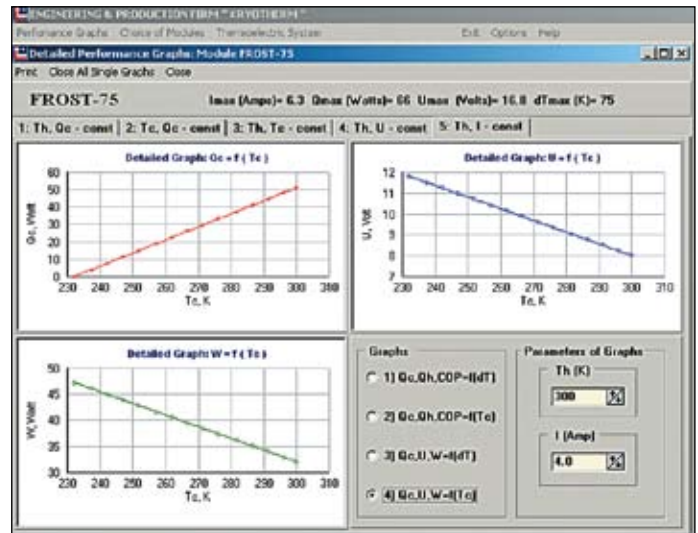 ENGINEERING & PRODUCTION FIRM " KRYOTHERM "
Performance Graphs Choice of Modules Thermoelectric System Exit Options Help
Detailed Performance Graphs: Module FROST-75
Print Close All Single Graphs Close
FROST-75 Imax (Amps)= 6.3 Qmax (Watts)= 66 Umax (Volts)= 16.8 dTmax (K)= 75
1: Th, Qc - const 2: Tc, Qc - const 3: Th, Tc - const 4: Th, U - const 5: Th, I - const
Detailed Graph: Qc = f ( Tc )
Qc, Watt
60
50
40
30
20
10
0
230 240 250 260 270 280 290 300 310
Tc, K
Detailed Graph: U = f ( Tc )
U, Volt
12
11
10
9
8
7
230 240 250 260 270 280 290 300 310
Tc, K
Detailed Graph: W = f ( Tc )
W, Watt
50
45
40
35
30
230 240 250 260 270 280 290 300 310
Tc, K
Graphs
1) Qc,Qh,COP=f(dT)
2) Qc,Qh,COP=f(Tc)
3) Qc,U,W=f(dT)
4) Qc,U,W=f(Tc)
Parameters of Graphs
Th (K)
300
I (Amp)
4.0